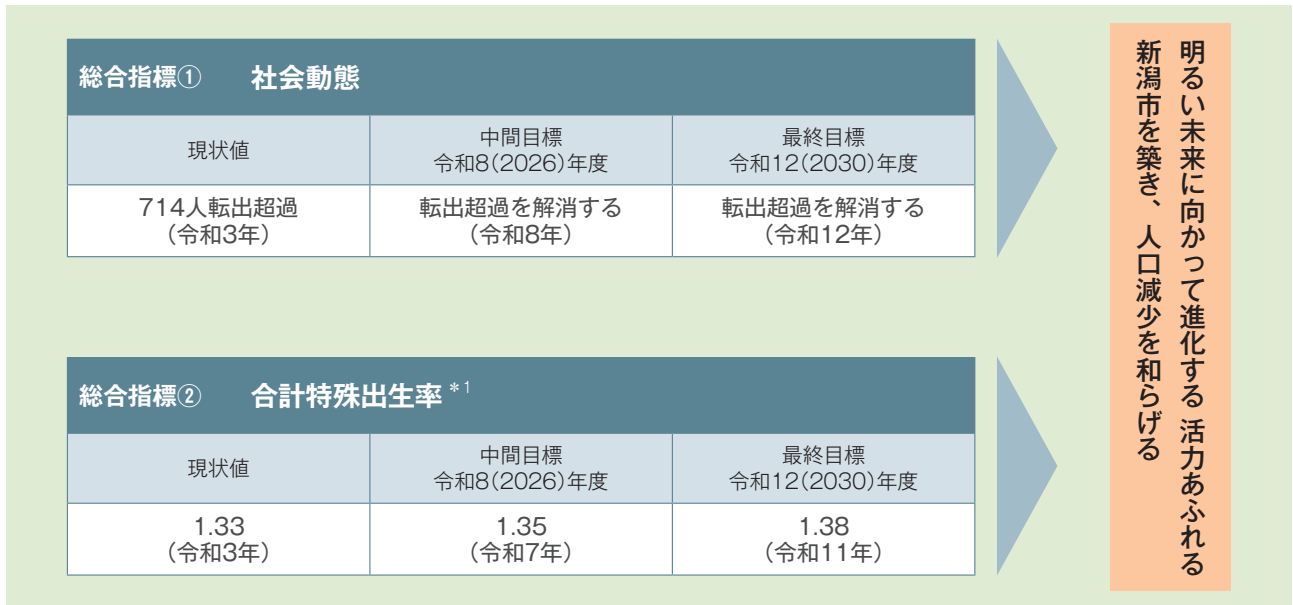 総合指標① 社会動態
現状値
中間目標
令和8(2026)年度
最終目標
令和12(2030)年度
714人転出超過
(令和3年)
転出超過を解消する
(令和8年)
転出超過を解消する
(令和12年)
総合指標② 合計特殊出生率*1
現状値
中間目標
令和8(2026)年度
最終目標
令和12(2030)年度
1.33
(令和3年)
1.35
(令和7年)
1.38
(令和11年)
明るい未来に向かって進化する 活力あふれる
新潟市を築き、人口減少を和らげる